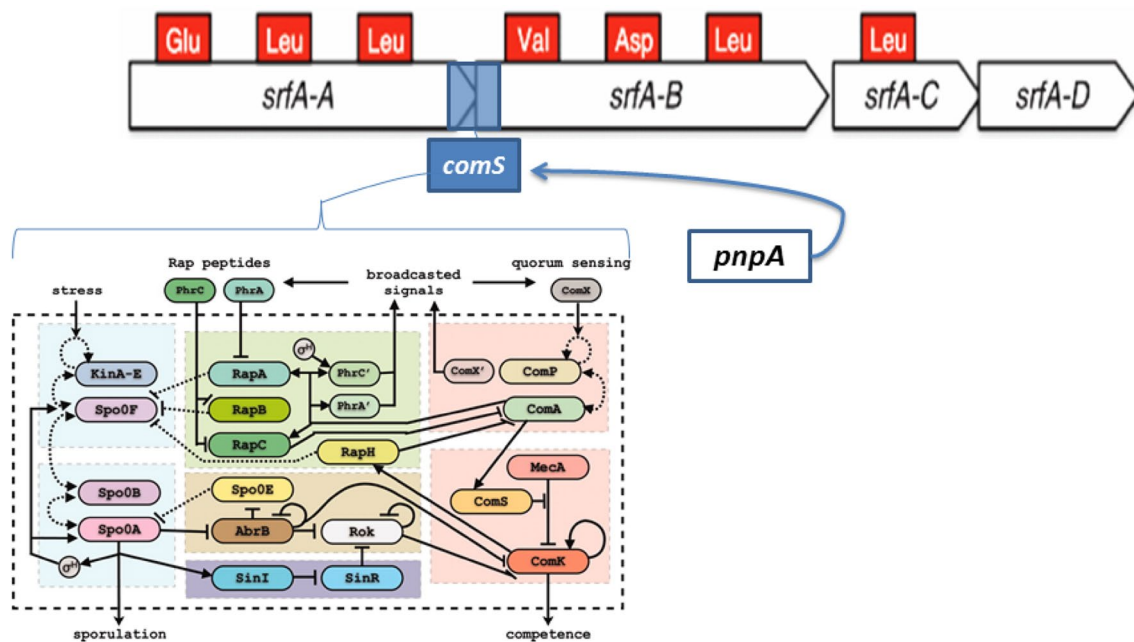 Glu Leu Leu Val Asp Leu Leu
srfA-A srfA-B srfA-C srfA-D
comS
pnpA
Rap peptides
quorum sensing
broadcasted
signals
stress
PhrC PhrA ComX
σH
KinA-E RapA PhrC' ComX' ComP
Spo0F RapB PhrA' ComA
RapC
RapH
MecA
Spo0B Spo0E ComS
Spo0A AbrB Rok
ComK
σH
SinI SinR
sporulation competence